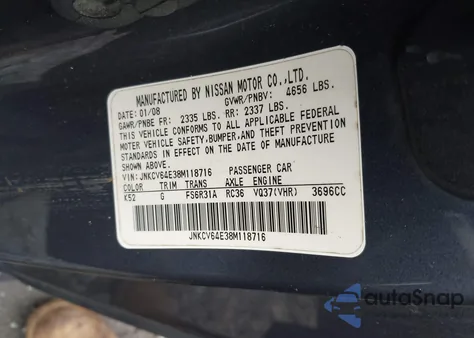 MANUFACTURED BY NISSAN MOTOR CO.,LTD.
DATE: 01/08 GVWR/PNBV: 4656 LBS.
GAWR/PNBE FR: 2335 LBS. RR: 2337 LBS.
THIS VEHICLE CONFORMS TO ALL APPLICABLE FEDERAL
MOTOR VEHICLE SAFETY,BUMPER,AND THEFT PREVENTION
STANDARDS IN EFFECT ON THE DATE OF MANUFACTURE
SHOWN ABOVE.
VIN: JNKCV64E38M118716 PASSENGER CAR
COLOR TRIM TRANS AXLE ENGINE
K52 G FS6R31A RC36 VQ37(VHR) 3696CC
JNKCV64E38M118716
autoSnap